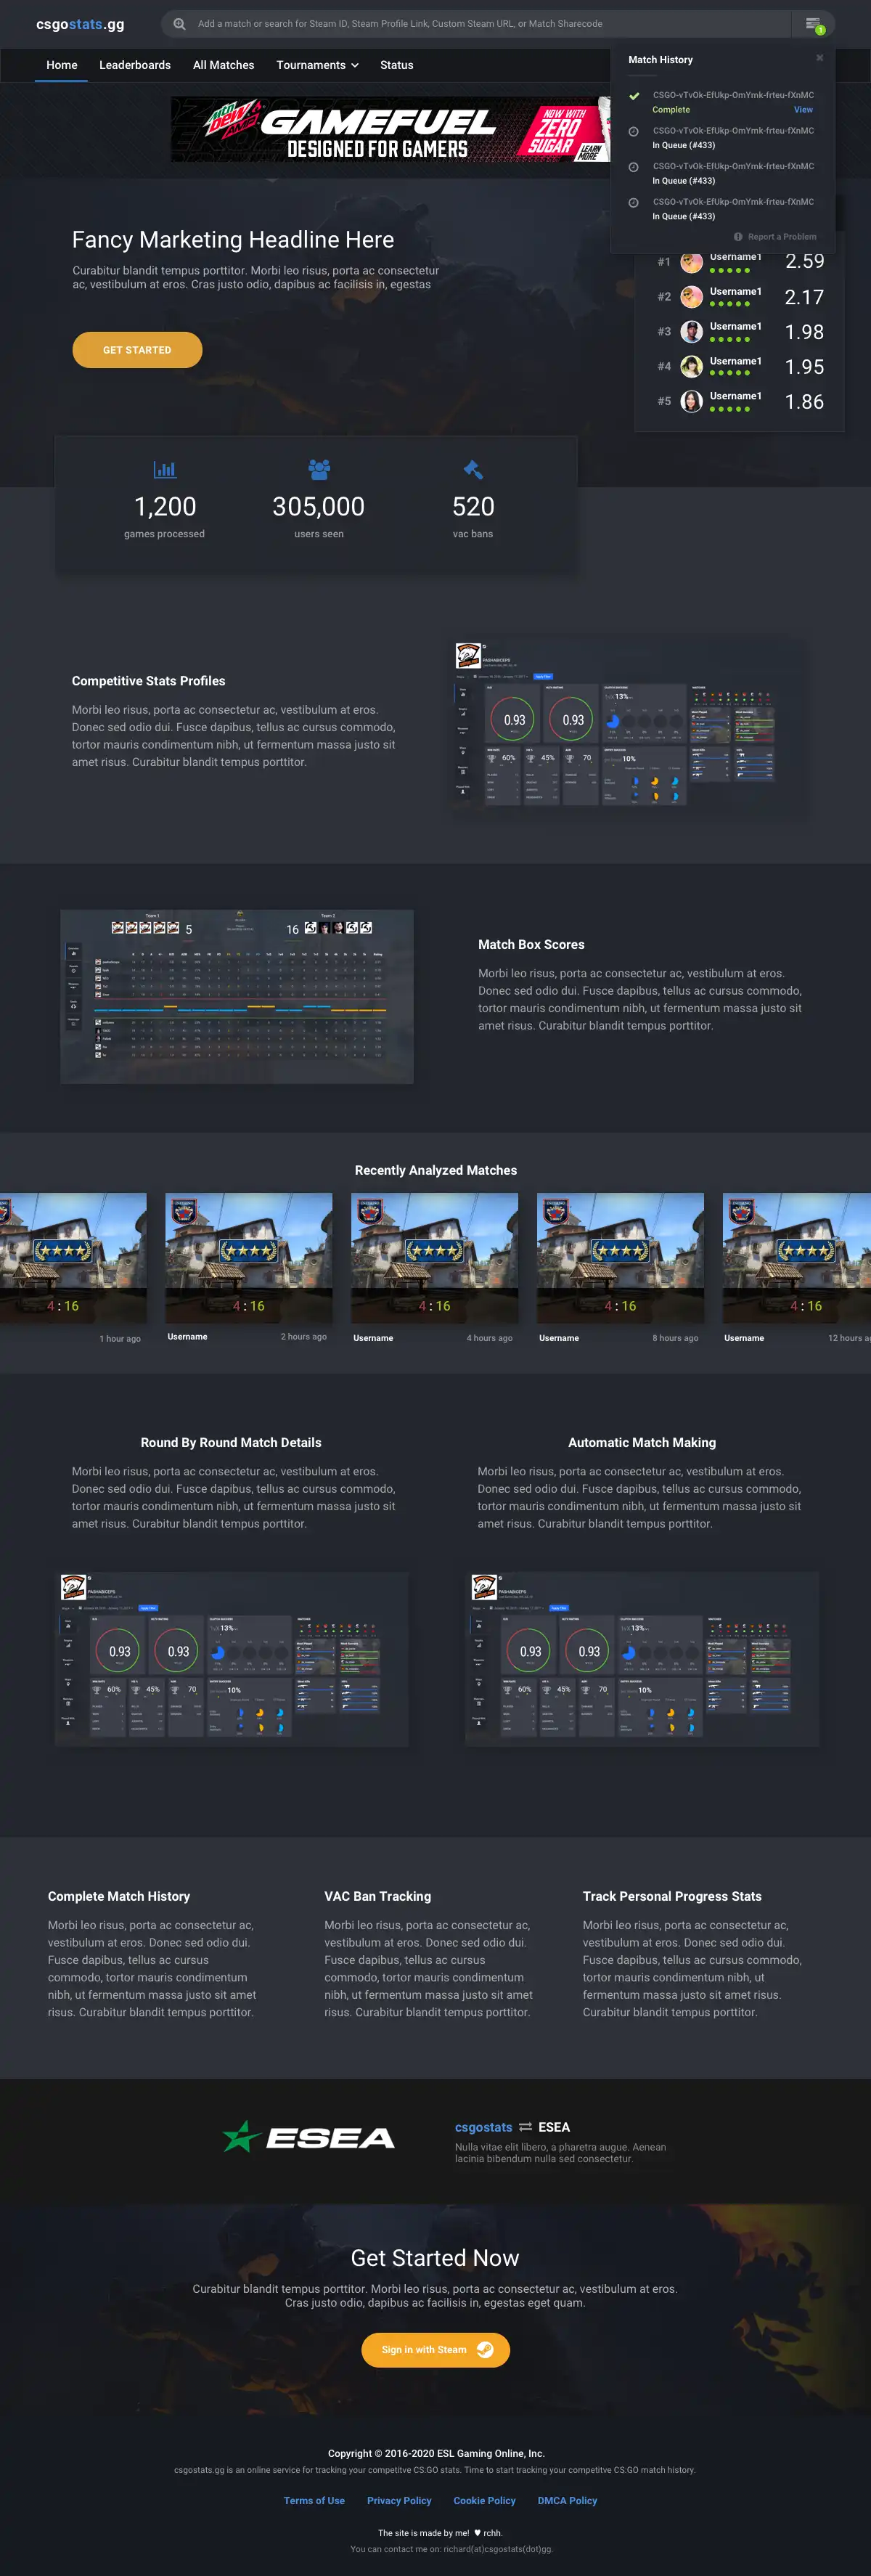 csgostats.gg
Add a match or search for Steam ID, Steam Profile Link, Custom Steam URL, or Match Sharecode
1
Home Leaderboards All Matches Tournaments Status
Match History
CSGO-vTvOk-EfUkp-OmYmk-frteu-fXnMC
Complete View
CSGO-vTvOk-EfUkp-OmYmk-frteu-fXnMC
In Queue (#433)
CSGO-vTvOk-EfUkp-OmYmk-frteu-fXnMC
In Queue (#433)
CSGO-vTvOk-EfUkp-OmYmk-frteu-fXnMC
In Queue (#433)
Report a Problem
mtn dew AMP
GAMEFUEL
DESIGNED FOR GAMERS
NOW WITH
ZERO
SUGAR
LEARN
MORE
Fancy Marketing Headline Here
Curabitur blandit tempus porttitor. Morbi leo risus, porta ac consectetur
ac, vestibulum at eros. Cras justo odio, dapibus ac facilisis in, egestas
GET STARTED
#1 Username1 2.59
#2 Username1 2.17
#3 Username1 1.98
#4 Username1 1.95
#5 Username1 1.86
1,200 305,000 520
games processed users seen vac bans
Competitive Stats Profiles
Morbi leo risus, porta ac consectetur ac, vestibulum at eros.
Donec sed odio dui. Fusce dapibus, tellus ac cursus commodo,
tortor mauris condimentum nibh, ut fermentum massa justo sit
amet risus. Curabitur blandit tempus porttitor.
PASHABICEPS
0.93 0.93 13%
60% 45% 70 10%
Team 1 Team 2
5 16
Match Box Scores
Morbi leo risus, porta ac consectetur ac, vestibulum at eros.
Donec sed odio dui. Fusce dapibus, tellus ac cursus commodo,
tortor mauris condimentum nibh, ut fermentum massa justo sit
amet risus. Curabitur blandit tempus porttitor.
Recently Analyzed Matches
4 : 16 4 : 16 4 : 16 4 : 16 4 : 16
1 hour ago Username 2 hours ago Username 4 hours ago Username 8 hours ago Username 12 hours
Round By Round Match Details
Morbi leo risus, porta ac consectetur ac, vestibulum at eros.
Donec sed odio dui. Fusce dapibus, tellus ac cursus commodo,
tortor mauris condimentum nibh, ut fermentum massa justo sit
amet risus. Curabitur blandit tempus porttitor.
Automatic Match Making
Morbi leo risus, porta ac consectetur ac, vestibulum at eros.
Donec sed odio dui. Fusce dapibus, tellus ac cursus commodo,
tortor mauris condimentum nibh, ut fermentum massa justo sit
amet risus. Curabitur blandit tempus porttitor.
PASHABICEPS
0.93 0.93 13%
60% 45% 70 10%
PASHABICEPS
0.93 0.93 13%
60% 45% 70 10%
Complete Match History
Morbi leo risus, porta ac consectetur ac,
vestibulum at eros. Donec sed odio dui.
Fusce dapibus, tellus ac cursus
commodo, tortor mauris condimentum
nibh, ut fermentum massa justo sit amet
risus. Curabitur blandit tempus porttitor.
VAC Ban Tracking
Morbi leo risus, porta ac consectetur ac,
vestibulum at eros. Donec sed odio dui.
Fusce dapibus, tellus ac cursus
commodo, tortor mauris condimentum
nibh, ut fermentum massa justo sit amet
risus. Curabitur blandit tempus porttitor.
Track Personal Progress Stats
Morbi leo risus, porta ac consectetur ac,
vestibulum at eros. Donec sed odio dui.
Fusce dapibus, tellus ac cursus commodo,
tortor mauris condimentum nibh, ut
fermentum massa justo sit amet risus.
Curabitur blandit tempus porttitor.
ESEA
csgostats ESEA
Nulla vitae elit libero, a pharetra augue. Aenean
lacinia bibendum nulla sed consectetur.
Get Started Now
Curabitur blandit tempus porttitor. Morbi leo risus, porta ac consectetur ac, vestibulum at eros.
Cras justo odio, dapibus ac facilisis in, egestas eget quam.
Sign in with Steam
Copyright © 2016-2020 ESL Gaming Online, Inc.
csgostats.gg is an online service for tracking your competitve CS:GO stats. Time to start tracking your competitve CS:GO match history.
Terms of Use Privacy Policy Cookie Policy DMCA Policy
The site is made by me! ♥ rchh.
You can contact me on: richard(at)csgostats(dot)gg.